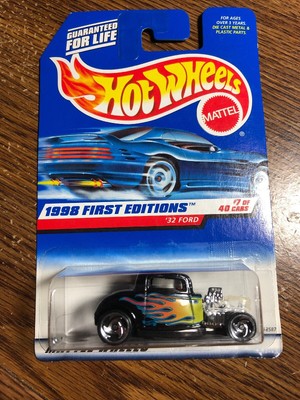 GUARANTEED
FOR LIFE
FOR AGES
OVER 3 YEARS
DIE CAST METAL &
PLASTIC PARTS
Hot Wheels
MATTEL
1998 FIRST EDITIONS™
#7 OF
40 CARS
'32 FORD